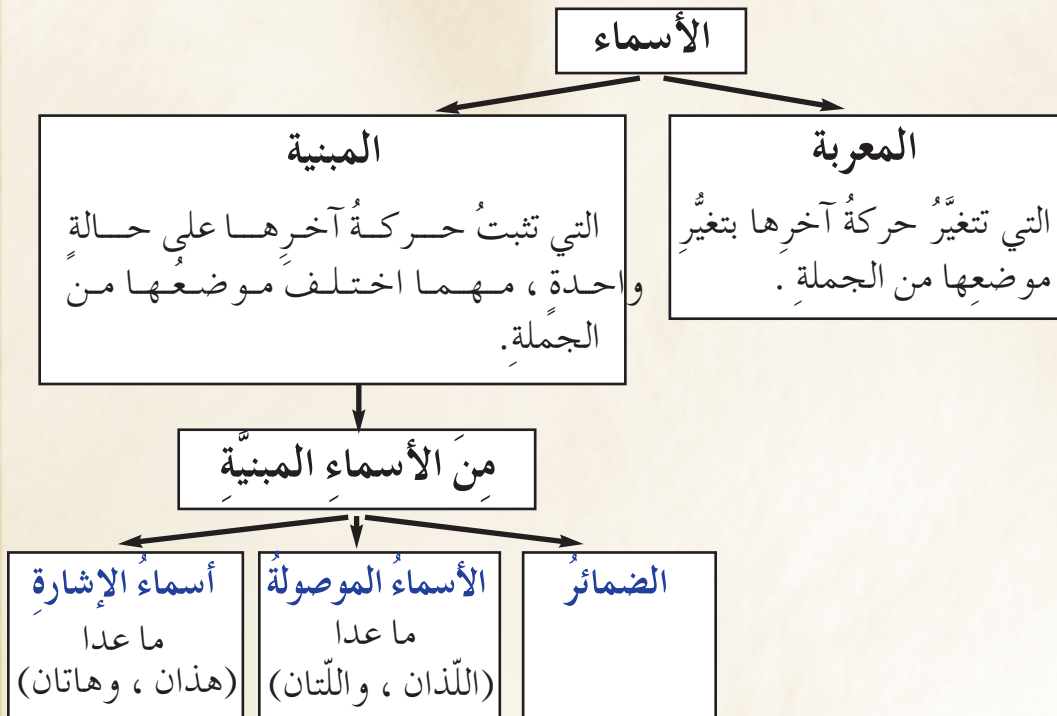 الأسماء
المعربة
التي تتغيَّرُ حركةُ آخرِها بتغيُّرِ
موضعِها من الجملةِ .
المبنية
التي تثبتُ حركةُ آخرِها على حالةٍ
واحدةٍ ، مهما اختلفَ موضعُها من
الجملةِ.
مِنَ الأسماءِ المبنيَّةِ
الضمائرُ
الأسماءُ الموصولةُ
ما عدا
(اللّذان ، واللّتان)
أسماءُ الإشارةِ
ما عدا
(هذان ، وهاتان)